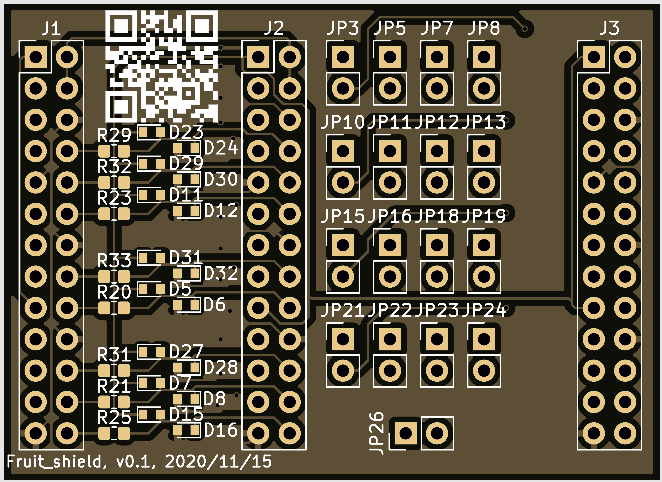 J1 J2 JP3 JP5 JP7 JP8 J3
R29 D23
D24
JP10 JP11 JP12 JP13
R32 D29
D30
R23 D11
D12
JP15 JP16 JP18 JP19
R33 D31
D32
R20 D5
D6
JP21 JP22 JP23 JP24
R31 D27
D28
R21 D7
D8
R25 D15
D16
JP26
Fruit_shield, v0.1, 2020/11/15